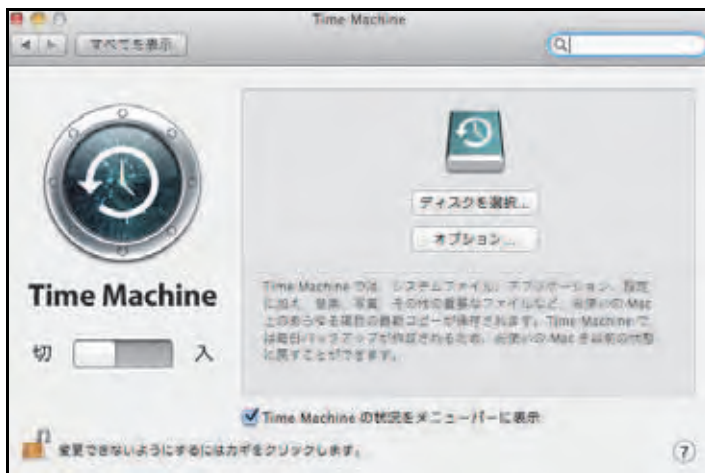 Time Machine
すべてを表示
ディスクを選択...
オプション...
Time Machine では、システムファイル、アプリケーション、設定
に加え、音楽、写真、その他の重要なファイルなど、お使いの Mac
上のあらゆる項目の最新コピーが保存されます。Time Machine で
は毎日バックアップが作成されるため、お使いの Mac を以前の状態
に戻すことができます。
Time Machine
切 入
Time Machine の状況をメニューバーに表示
変更できないようにするにはカギをクリックします。
?